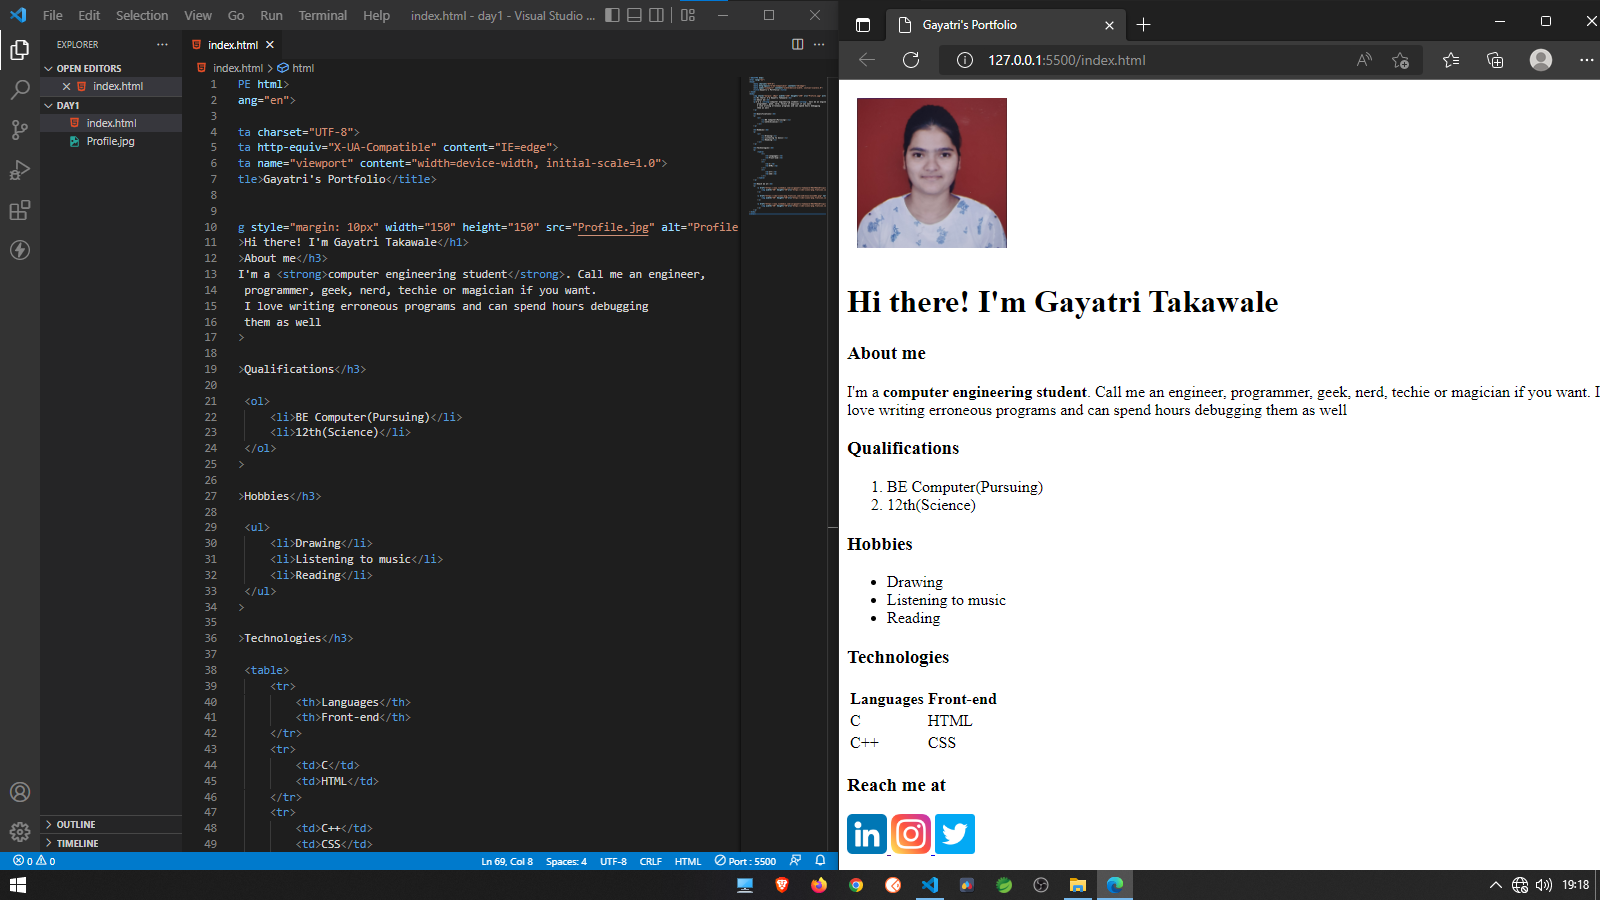 File Edit Selection View Go Run Terminal Help index.html - day1 - Visual Studio ...
EXPLORER ...
OPEN EDITORS
index.html
DAY1
index.html
Profile.jpg
OUTLINE
TIMELINE
index.html
index.html > html
1 PE html>
2 ang="en">
3
4 ta charset="UTF-8">
5 ta http-equiv="X-UA-Compatible" content="IE=edge">
6 ta name="viewport" content="width=device-width, initial-scale=1.0">
7 tle>Gayatri's Portfolio</title>
8
9
10 g style="margin: 10px" width="150" height="150" src="Profile.jpg" alt="Profile
11 >Hi there! I'm Gayatri Takawale</h1>
12 >About me</h3>
13 I'm a <strong>computer engineering student</strong>. Call me an engineer,
14 programmer, geek, nerd, techie or magician if you want.
15 I love writing erroneous programs and can spend hours debugging
16 them as well
17 >
18
19 >Qualifications</h3>
20
21 <ol>
22 <li>BE Computer(Pursuing)</li>
23 <li>12th(Science)</li>
24 </ol>
25 >
26
27 >Hobbies</h3>
28
29 <ul>
30 <li>Drawing</li>
31 <li>Listening to music</li>
32 <li>Reading</li>
33 </ul>
34 >
35
36 >Technologies</h3>
37
38 <table>
39 <tr>
40 <th>Languages</th>
41 <th>Front-end</th>
42 </tr>
43 <tr>
44 <td>C</td>
45 <td>HTML</td>
46 </tr>
47 <tr>
48 <td>C++</td>
49 <td>CSS</td>
0 0 Ln 69, Col 8 Spaces: 4 UTF-8 CRLF HTML Port : 5500
Gayatri's Portfolio
127.0.0.1:5500/index.html
Hi there! I'm Gayatri Takawale
About me
I'm a computer engineering student. Call me an engineer, programmer, geek, nerd, techie or magician if you want. I
love writing erroneous programs and can spend hours debugging them as well
Qualifications
1. BE Computer(Pursuing)
2. 12th(Science)
Hobbies
• Drawing
• Listening to music
• Reading
Technologies
Languages Front-end
C HTML
C++ CSS
Reach me at
in
19:18